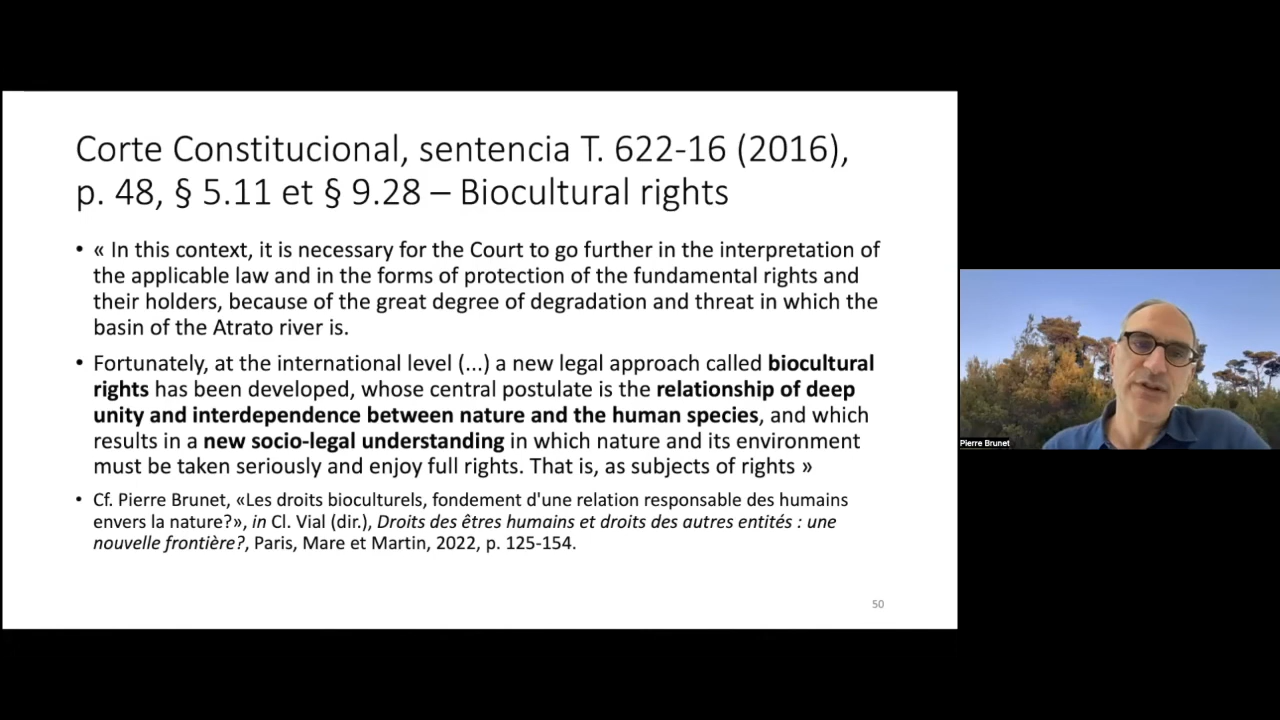 Corte Constitucional, sentencia T. 622-16 (2016),
p. 48, § 5.11 et § 9.28 – Biocultural rights
• « In this context, it is necessary for the Court to go further in the interpretation of
the applicable law and in the forms of protection of the fundamental rights and
their holders, because of the great degree of degradation and threat in which the
basin of the Atrato river is.
• Fortunately, at the international level (...) a new legal approach called biocultural
rights has been developed, whose central postulate is the relationship of deep
unity and interdependence between nature and the human species, and which
results in a new socio-legal understanding in which nature and its environment
must be taken seriously and enjoy full rights. That is, as subjects of rights »
• Cf. Pierre Brunet, «Les droits bioculturels, fondement d'une relation responsable des humains
envers la nature?», in Cl. Vial (dir.), Droits des êtres humains et droits des autres entités : une
nouvelle frontière?, Paris, Mare et Martin, 2022, p. 125-154.
50
Pierre Brunet